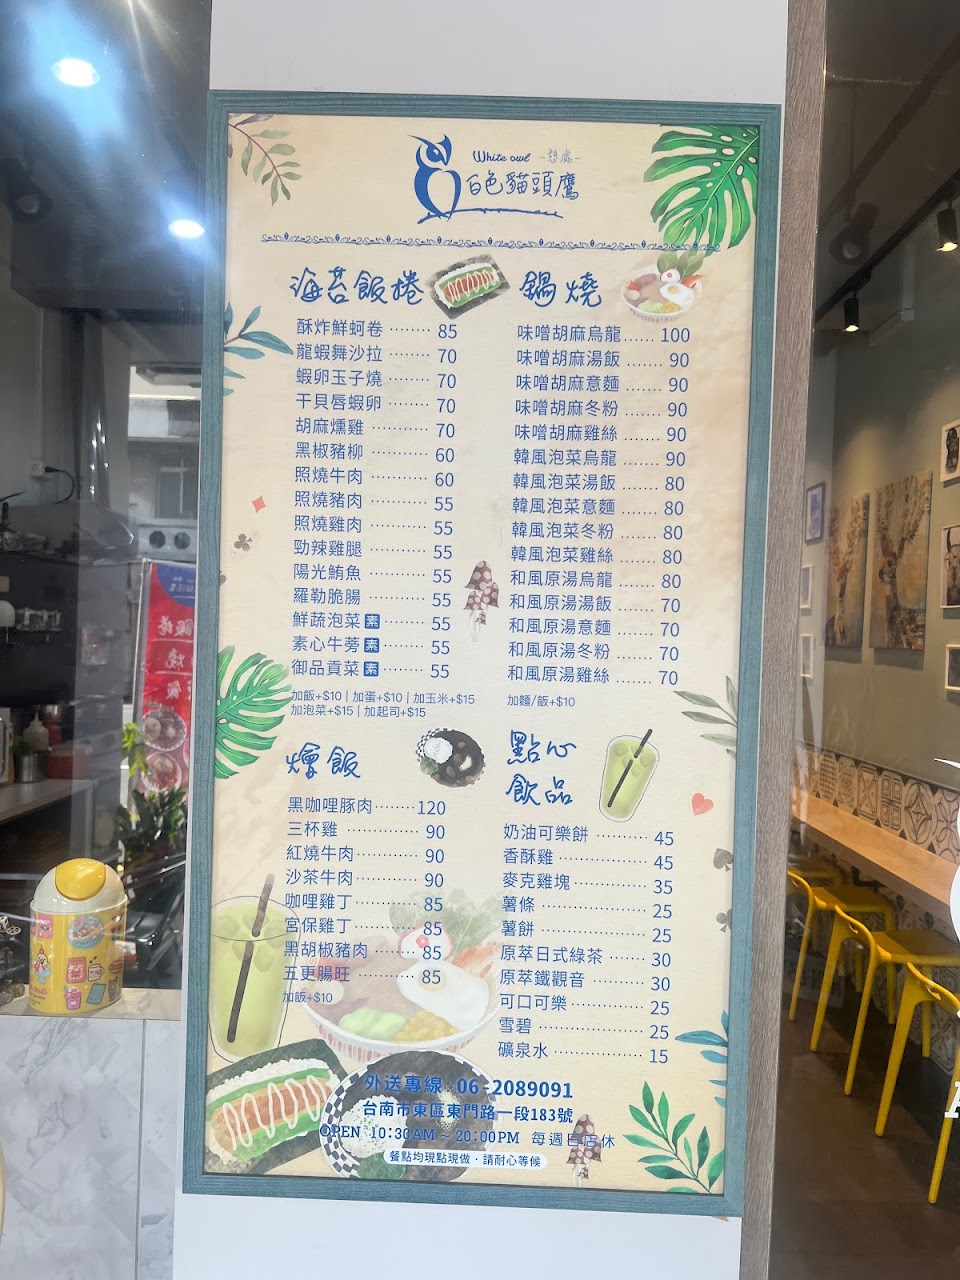 White owl -憩處-
白色貓頭鷹
海苔飯捲
酥炸鮮蚵卷 ········ 85
龍蝦舞沙拉 ········ 70
蝦卵玉子燒 ········ 70
干貝唇蝦卵 ········ 70
胡麻燻雞 ··········· 70
黑椒豬柳 ··········· 60
照燒牛肉 ··········· 60
照燒豬肉 ··········· 55
照燒雞肉 ··········· 55
勁辣雞腿 ··········· 55
陽光鮪魚 ··········· 55
羅勒脆腸 ··········· 55
鮮蔬泡菜 素 ········ 55
素心牛蒡 素 ········ 55
御品貢菜 素 ········ 55
加飯+$10 | 加蛋+$10 | 加玉米+$15
加泡菜+$15 | 加起司+$15
鍋燒
味噌胡麻烏龍...... 100
味噌胡麻湯飯 ....... 90
味噌胡麻意麵 ....... 90
味噌胡麻冬粉 ....... 90
味噌胡麻雞絲 ....... 90
韓風泡菜烏龍 ....... 90
韓風泡菜湯飯 ....... 80
韓風泡菜意麵 ....... 80
韓風泡菜冬粉 ....... 80
韓風泡菜雞絲 ....... 80
和風原湯烏龍 ....... 80
和風原湯湯飯 ....... 70
和風原湯意麵 ....... 70
和風原湯冬粉 ....... 70
和風原湯雞絲 ....... 70
加麵/飯+$10
燴飯
黑咖哩豚肉········120
三杯雞 ·············· 90
紅燒牛肉············ 90
沙茶牛肉············ 90
咖哩雞丁 ··········· 85
宮保雞丁 ··········· 85
黑胡椒豬肉 ········ 85
五更腸旺 ··········· 85
加飯+$10
點心
飲品
奶油可樂餅 ·········· 45
香酥雞 ················ 45
麥克雞塊·············· 35
薯條 ··················· 25
薯餅 ··················· 25
原萃日式綠茶 ······· 30
原萃鐵觀音 ·········· 30
可口可樂 ············· 25
雪碧 ··················· 25
礦泉水 ················ 15
外送專線: 06-2089091
台南市東區東門路一段183號
OPEN 10:30AM ~ 20:00PM 每週日店休
餐點均現點現做·請耐心等候